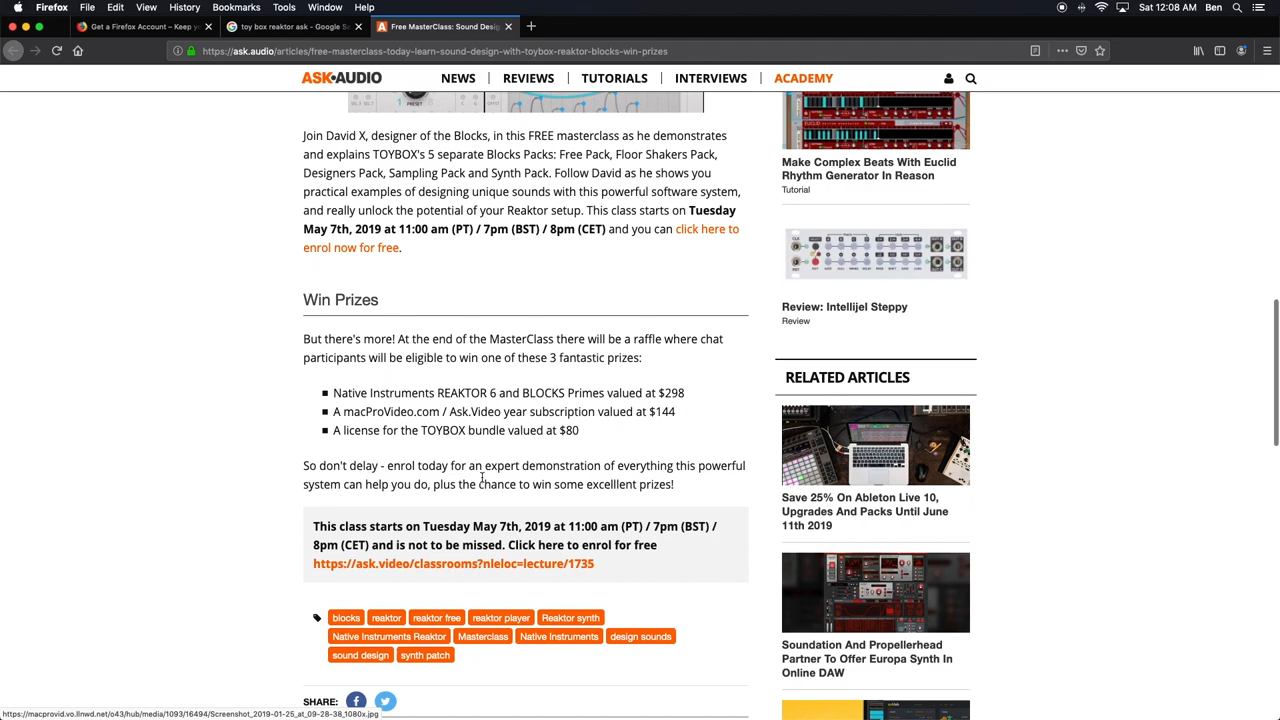 Firefox File Edit View History Bookmarks Tools Window Help
Sat 12:08 AM Ben
Get a Firefox Account – Keep y
toy box reaktor ask - Google Se
Free MasterClass: Sound Desig
https://ask.audio/articles/free-masterclass-today-learn-sound-design-with-toybox-reaktor-blocks-win-prizes
ASK•AUDIO NEWS REVIEWS TUTORIALS INTERVIEWS ACADEMY
PRESET
Join David X, designer of the Blocks, in this FREE masterclass as he demonstrates
and explains TOYBOX's 5 separate Blocks Packs: Free Pack, Floor Shakers Pack,
Designers Pack, Sampling Pack and Synth Pack. Follow David as he shows you
practical examples of designing unique sounds with this powerful software system,
and really unlock the potential of your Reaktor setup. This class starts on Tuesday
May 7th, 2019 at 11:00 am (PT) / 7pm (BST) / 8pm (CET) and you can click here to
enrol now for free.
Win Prizes
But there's more! At the end of the MasterClass there will be a raffle where chat
participants will be eligible to win one of these 3 fantastic prizes:
Native Instruments REAKTOR 6 and BLOCKS Primes valued at $298
A macProVideo.com / Ask.Video year subscription valued at $144
A license for the TOYBOX bundle valued at $80
So don't delay - enrol today for an expert demonstration of everything this powerful
system can help you do, plus the chance to win some excelllent prizes!
This class starts on Tuesday May 7th, 2019 at 11:00 am (PT) / 7pm (BST) /
8pm (CET) and is not to be missed. Click here to enrol for free
https://ask.video/classrooms?nleloc=lecture/1735
blocks reaktor reaktor free reaktor player Reaktor synth
Native Instruments Reaktor Masterclass Native Instruments design sounds
sound design synth patch
SHARE:
Make Complex Beats With Euclid
Rhythm Generator In Reason
Tutorial
Review: Intellijel Steppy
Review
RELATED ARTICLES
Save 25% On Ableton Live 10,
Upgrades And Packs Until June
11th 2019
Soundation And Propellerhead
Partner To Offer Europa Synth In
Online DAW